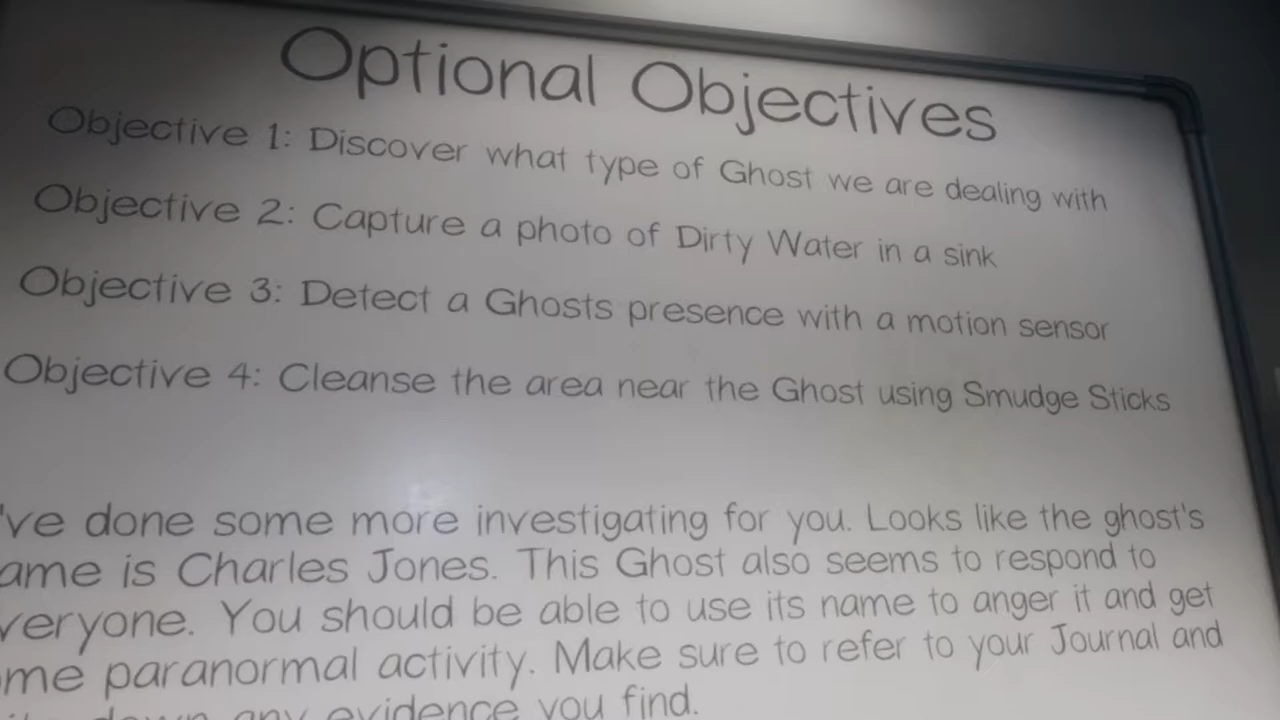 Optional Objectives
Objective 1: Discover what type of Ghost we are dealing with
Objective 2: Capture a photo of Dirty Water in a sink
Objective 3: Detect a Ghosts presence with a motion sensor
Objective 4: Cleanse the area near the Ghost using Smudge Sticks
've done some more investigating for you. Looks like the ghost's
ame is Charles Jones. This Ghost also seems to respond to
veryone. You should be able to use its name to anger it and get
me paranormal activity. Make sure to refer to your Journal and
down any evidence you find.